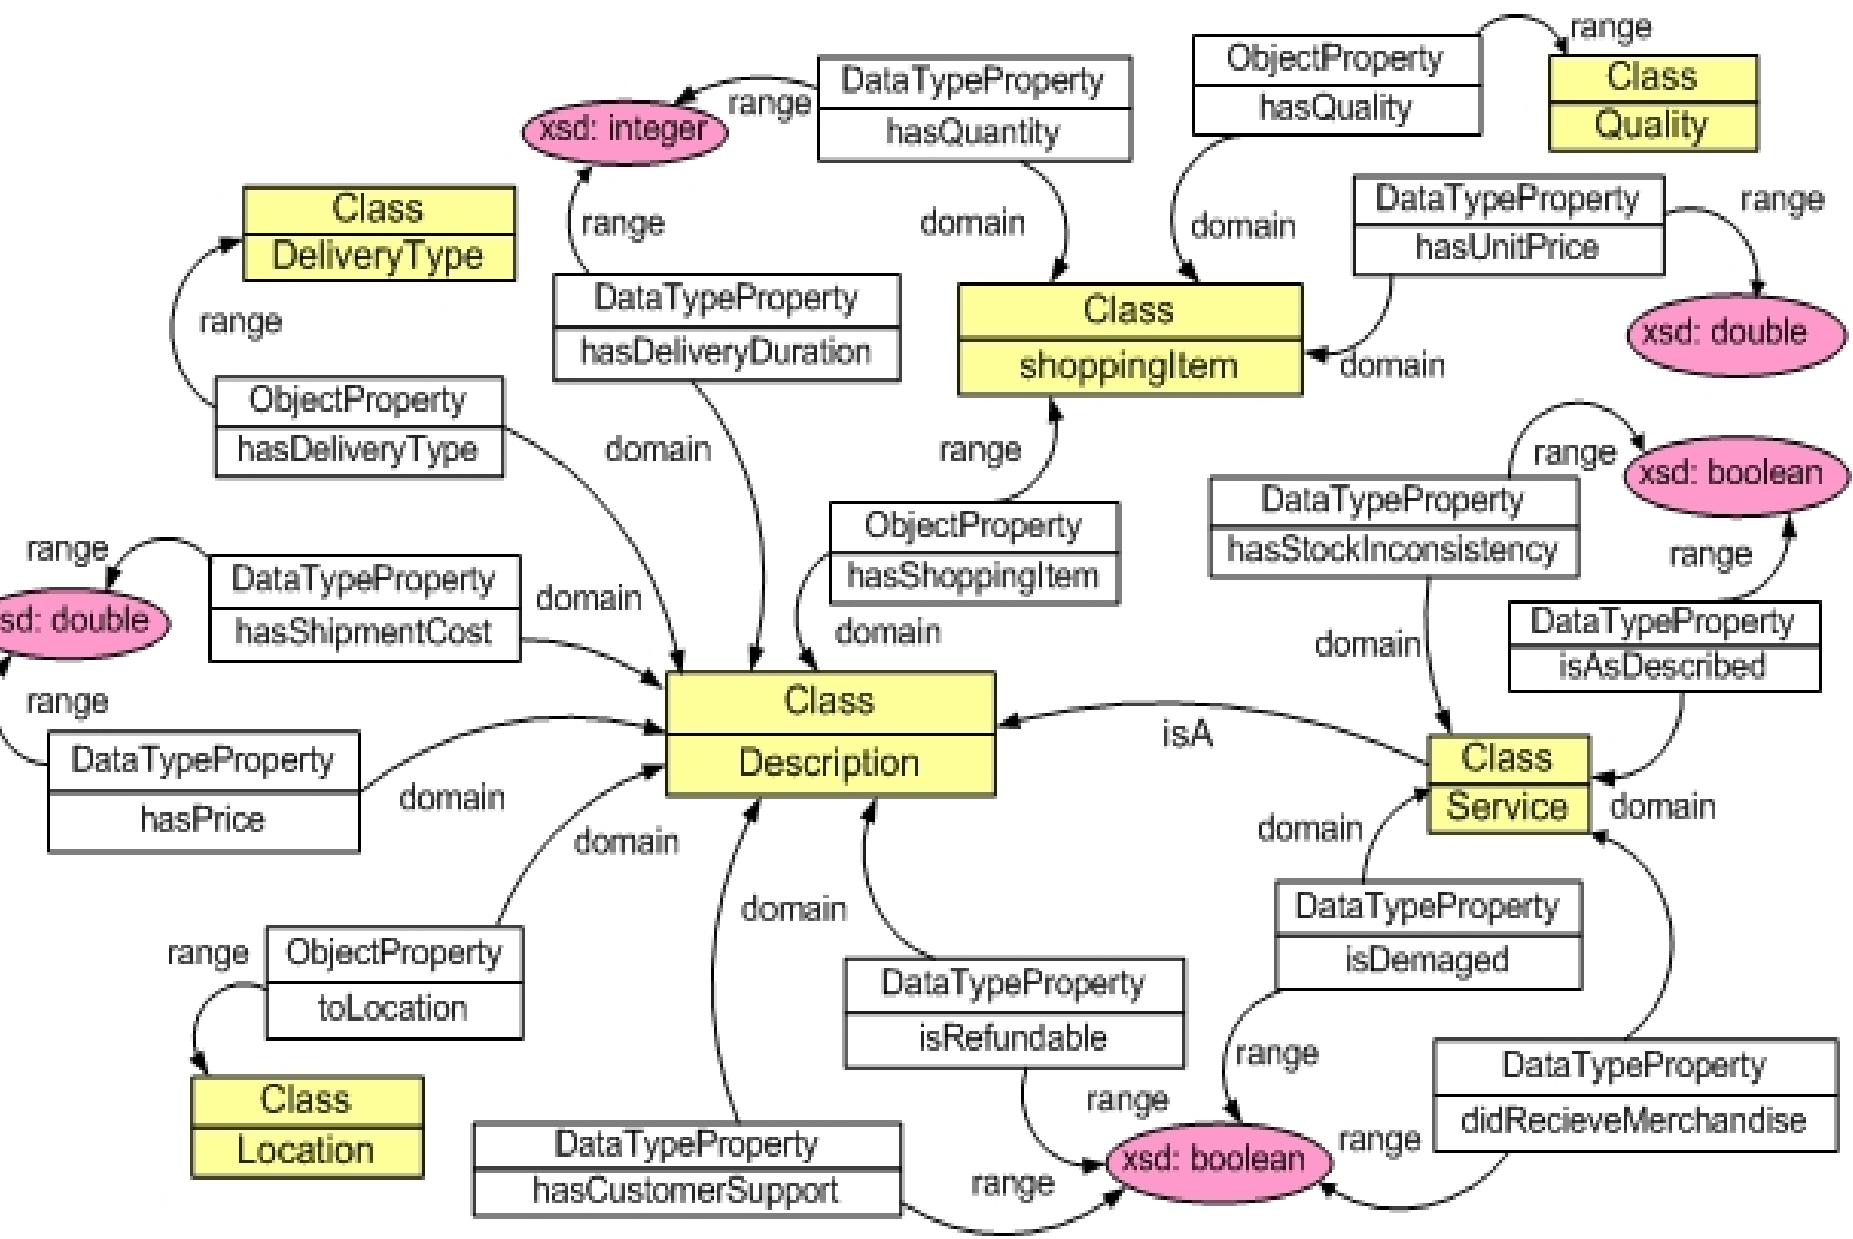 range
ObjectProperty
hasQuality
Class
Quality
DataTypeProperty
hasQuantity
range
xsd: integer
DataTypeProperty
hasUnitPrice
range
Class
DeliveryType
range
domain
domain
DataTypeProperty
hasDeliveryDuration
Class
shoppingItem
xsd: double
domain
range
ObjectProperty
hasDeliveryType
domain
range
range
xsd: boolean
DataTypeProperty
hasStockInconsistency
ObjectProperty
hasShoppingItem
range
range
DataTypeProperty
hasShipmentCost
domain
sd: double
domain
domain
DataTypeProperty
isAsDescribed
range
Class
Description
isA
Class
Service
domain
DataTypeProperty
hasPrice
domain
domain
domain
domain
DataTypeProperty
isDemaged
range
ObjectProperty
toLocation
DataTypeProperty
isRefundable
range
range
DataTypeProperty
didRecieveMerchandise
Class
Location
DataTypeProperty
hasCustomerSupport
range
xsd: boolean
range